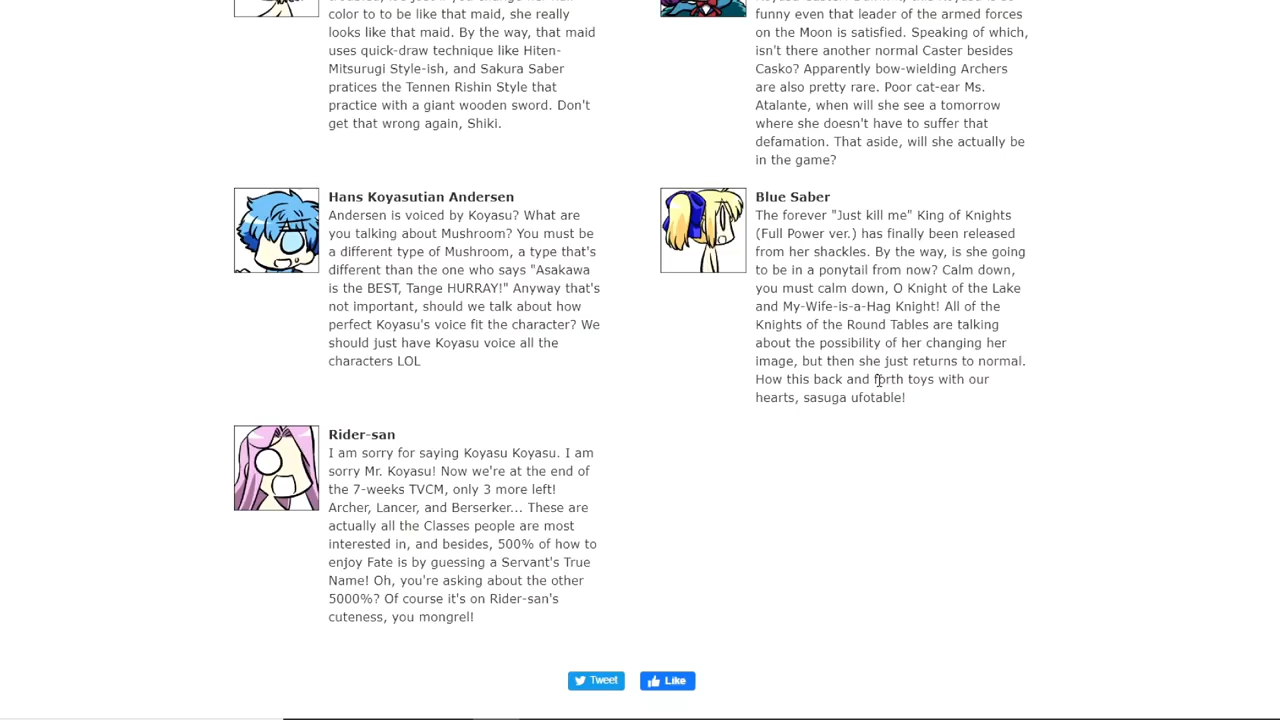 color to to be like that maid, she really
looks like that maid. By the way, that maid
uses quick-draw technique like Hiten-
Mitsurugi Style-ish, and Sakura Saber
pratices the Tennen Rishin Style that
practice with a giant wooden sword. Don't
get that wrong again, Shiki.
funny even that leader of the armed forces
on the Moon is satisfied. Speaking of which,
isn't there another normal Caster besides
Casko? Apparently bow-wielding Archers
are also pretty rare. Poor cat-ear Ms.
Atalante, when will she see a tomorrow
where she doesn't have to suffer that
defamation. That aside, will she actually be
in the game?
Hans Koyasutian Andersen
Andersen is voiced by Koyasu? What are
you talking about Mushroom? You must be
a different type of Mushroom, a type that's
different than the one who says "Asakawa
is the BEST, Tange HURRAY!" Anyway that's
not important, should we talk about how
perfect Koyasu's voice fit the character? We
should just have Koyasu voice all the
characters LOL
Blue Saber
The forever "Just kill me" King of Knights
(Full Power ver.) has finally been released
from her shackles. By the way, is she going
to be in a ponytail from now? Calm down,
you must calm down, O Knight of the Lake
and My-Wife-is-a-Hag Knight! All of the
Knights of the Round Tables are talking
about the possibility of her changing her
image, but then she just returns to normal.
How this back and forth toys with our
hearts, sasuga ufotable!
Rider-san
I am sorry for saying Koyasu Koyasu. I am
sorry Mr. Koyasu! Now we're at the end of
the 7-weeks TVCM, only 3 more left!
Archer, Lancer, and Berserker... These are
actually all the Classes people are most
interested in, and besides, 500% of how to
enjoy Fate is by guessing a Servant's True
Name! Oh, you're asking about the other
5000%? Of course it's on Rider-san's
cuteness, you mongrel!
Tweet
Like